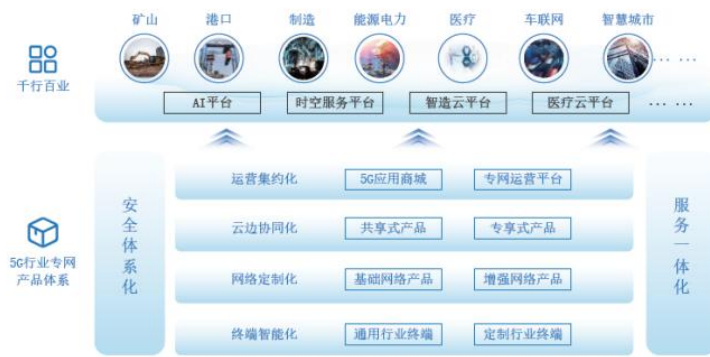 矿山 港口 制造 能源电力 医疗 车联网 智慧城市
... ...
千行百业
AI平台 时空服务平台 智造云平台 医疗云平台 ... ...
安全体系化
运营集约化 5G应用商城 专网运营平台
云边协同化 共享式产品 专享式产品
5G行业专网
产品体系
网络定制化 基础网络产品 增强网络产品
终端智能化 通用行业终端 定制行业终端
服务一体化